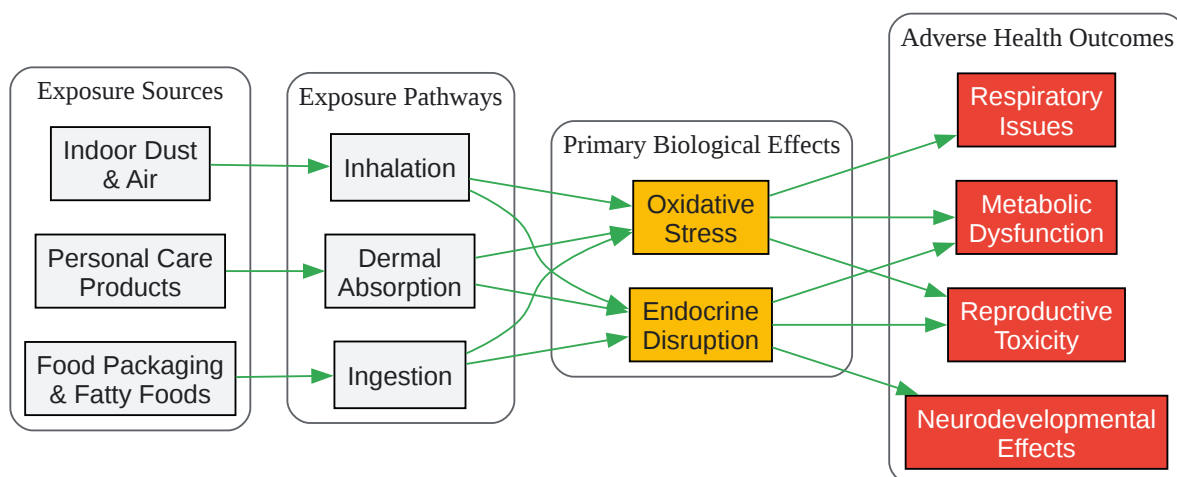 Exposure Sources
Indoor Dust
& Air
Personal Care
Products
Food Packaging
& Fatty Foods
Exposure Pathways
Inhalation
Dermal
Absorption
Ingestion
Primary Biological Effects
Oxidative
Stress
Endocrine
Disruption
Adverse Health Outcomes
Respiratory
Issues
Metabolic
Dysfunction
Reproductive
Toxicity
Neurodevelopmental
Effects